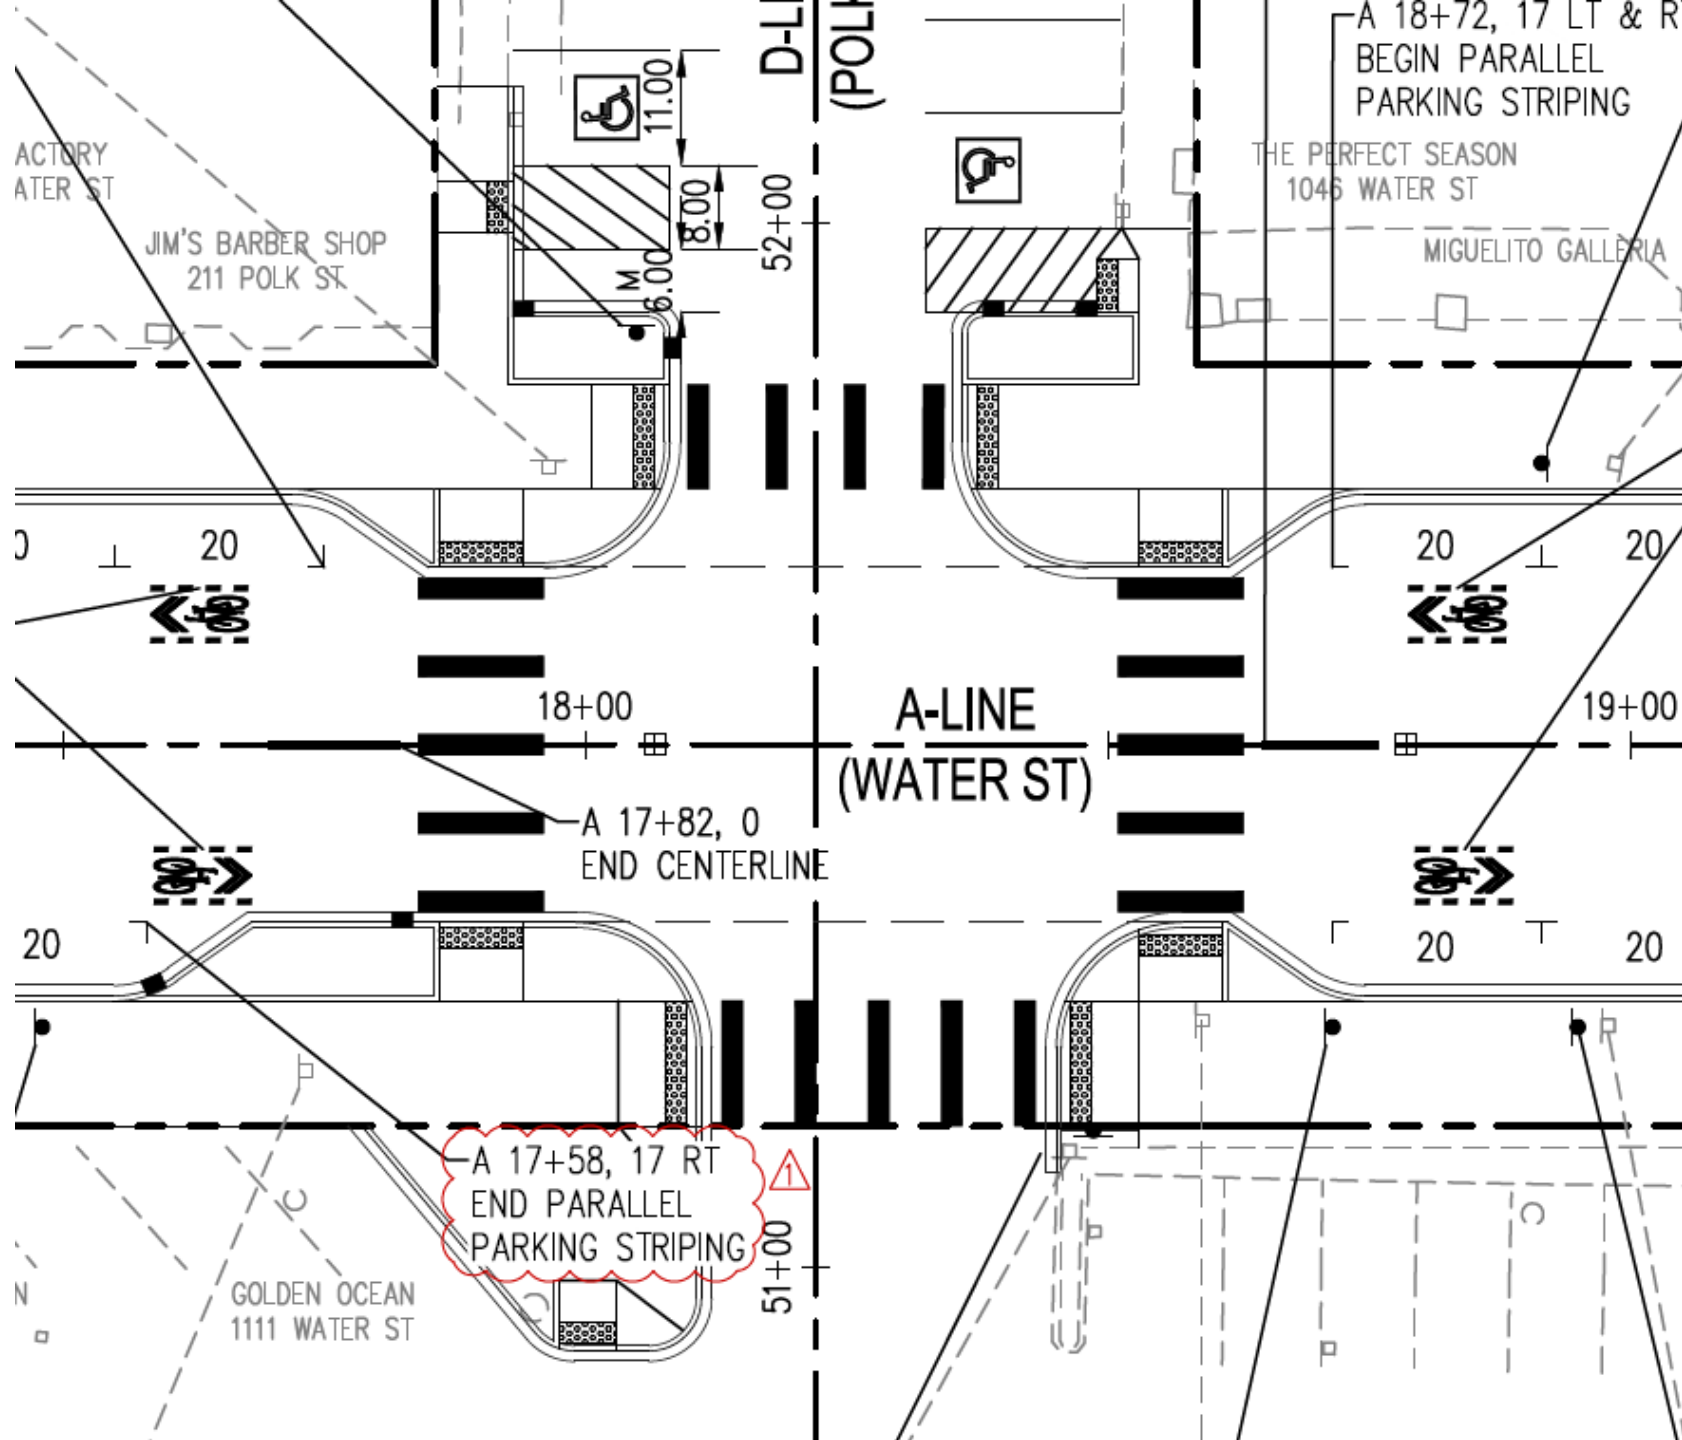 D-LI
(POLK
A 18+72, 17 LT & R
BEGIN PARALLEL
PARKING STRIPING
11.00
8.00
6.00
M
52+00
ACTORY
ATER ST
JIM'S BARBER SHOP
211 POLK ST
THE PERFECT SEASON
1046 WATER ST
MIGUELITO GALLERIA
0
20
20
20
18+00
A-LINE
(WATER ST)
19+00
A 17+82, 0
END CENTERLINE
20
20
20
A 17+58, 17 RT
END PARALLEL
PARKING STRIPING
1
51+00
N
GOLDEN OCEAN
1111 WATER ST